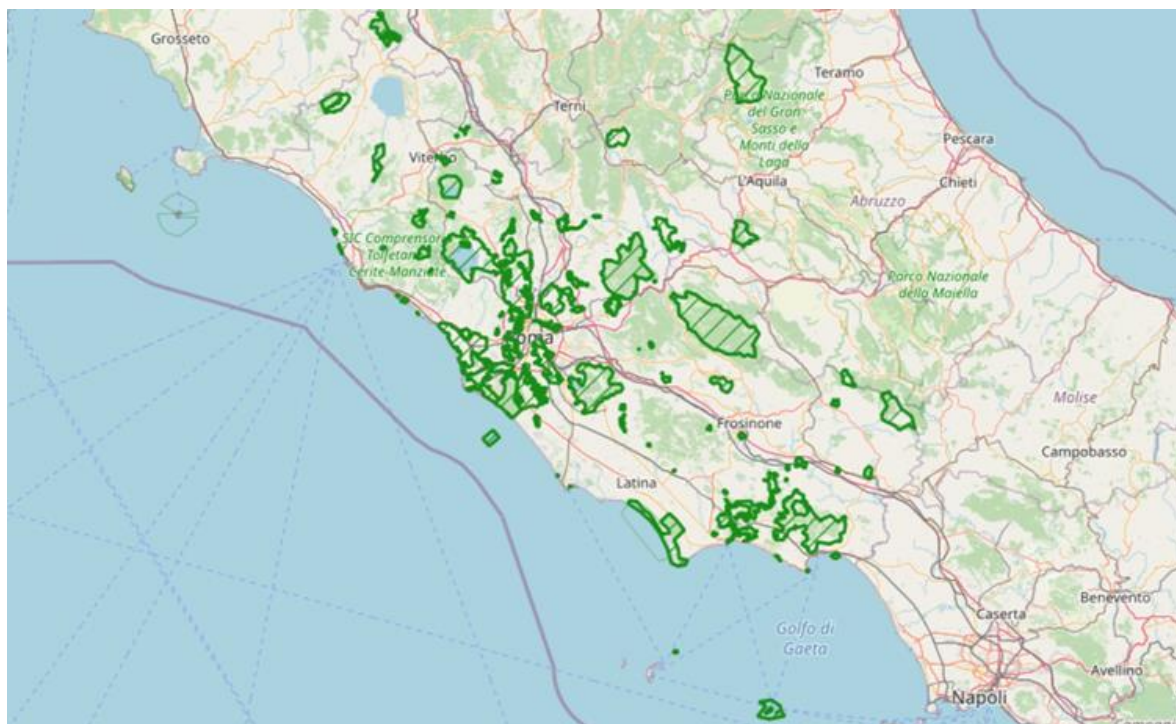 Grosseto
Teramo
Terni
Parco Nazionale
del Gran
Sasso e
Monti della
Laga
Pescara
Viterbo
L'Aquila
Chieti
Abruzzo
SIC Comprensorio
Tolfetano
Cerite-Manziate
Parco Nazionale
della Maiella
Roma
Molise
Frosinone
Campobasso
Latina
Benevento
Caserta
Golfo di
Gaeta
Avellino
Napoli